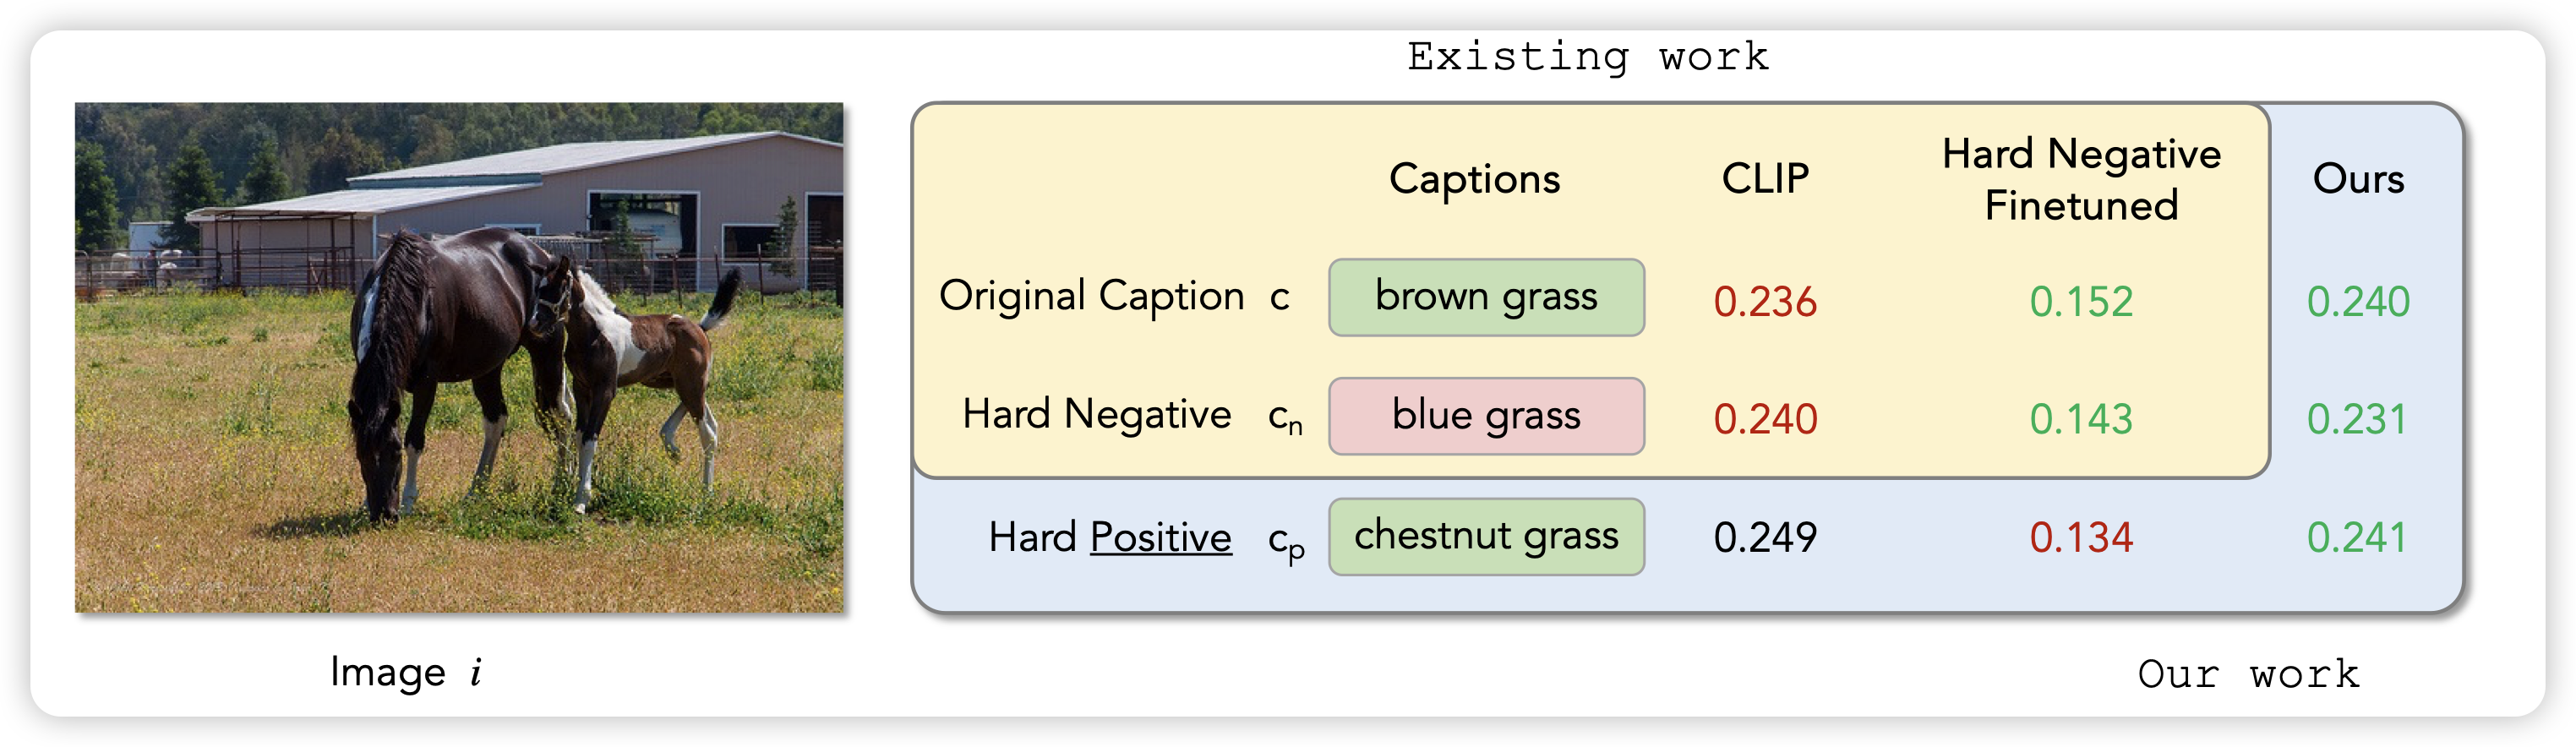 Existing work
Captions CLIP Hard Negative Finetuned Ours
Original Caption c brown grass 0.236 0.152 0.240
Hard Negative cn blue grass 0.240 0.143 0.231
Hard Positive cp chestnut grass 0.249 0.134 0.241
Image i
Our work